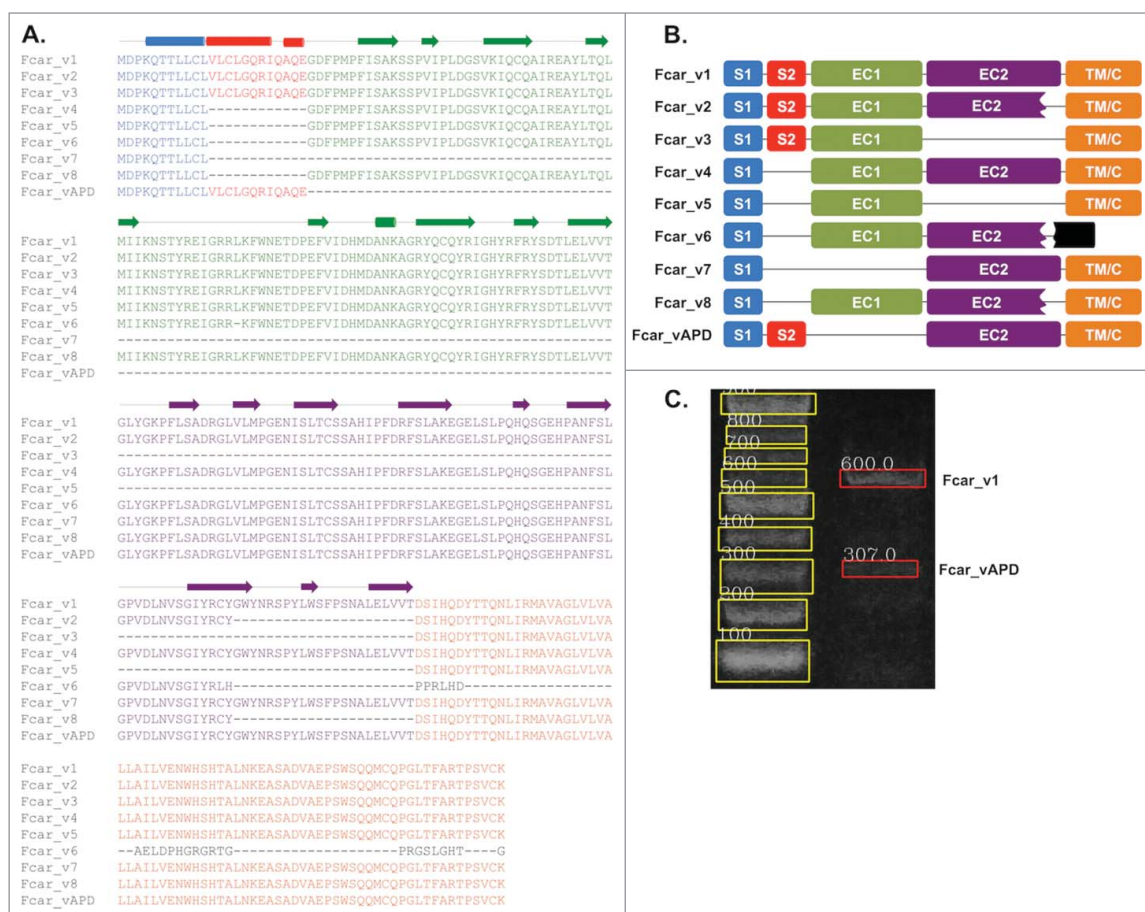 A.
Fcar_v1 MDPKQTTLLCLVLCLGQRIQAQEGDFPMPFISAKSSPVIPLDGSVKIQCQAIREAYLTQL
Fcar_v2 MDPKQTTLLCLVLCLGQRIQAQEGDFPMPFISAKSSPVIPLDGSVKIQCQAIREAYLTQL
Fcar_v3 MDPKQTTLLCLVLCLGQRIQAQEGDFPMPFISAKSSPVIPLDGSVKIQCQAIREAYLTQL
Fcar_v4 MDPKQTTLLCL------------GDFPMPFISAKSSPVIPLDGSVKIQCQAIREAYLTQL
Fcar_v5 MDPKQTTLLCL------------GDFPMPFISAKSSPVIPLDGSVKIQCQAIREAYLTQL
Fcar_v6 MDPKQTTLLCL------------GDFPMPFISAKSSPVIPLDGSVKIQCQAIREAYLTQL
Fcar_v7 MDPKQTTLLCL-------------------------------------------------
Fcar_v8 MDPKQTTLLCL------------GDFPMPFISAKSSPVIPLDGSVKIQCQAIREAYLTQL
Fcar_vAPD MDPKQTTLLCLVLCLGQRIQAQE-------------------------------------
Fcar_v1 MIIKNSTYREIGRRLKFWNETDPEFVIDHMDANKAGRYQCQYRIGHYRFRYSDTLELVVT
Fcar_v2 MIIKNSTYREIGRRLKFWNETDPEFVIDHMDANKAGRYQCQYRIGHYRFRYSDTLELVVT
Fcar_v3 MIIKNSTYREIGRRLKFWNETDPEFVIDHMDANKAGRYQCQYRIGHYRFRYSDTLELVVT
Fcar_v4 MIIKNSTYREIGRRLKFWNETDPEFVIDHMDANKAGRYQCQYRIGHYRFRYSDTLELVVT
Fcar_v5 MIIKNSTYREIGRRLKFWNETDPEFVIDHMDANKAGRYQCQYRIGHYRFRYSDTLELVVT
Fcar_v6 MIIKNSTYREIGRR-KFWNETDPEFVIDHMDANKAGRYQCQYRIGHYRFRYSDTLELVVT
Fcar_v7 ------------------------------------------------------------
Fcar_v8 MIIKNSTYREIGRRLKFWNETDPEFVIDHMDANKAGRYQCQYRIGHYRFRYSDTLELVVT
Fcar_vAPD ------------------------------------------------------------
Fcar_v1 GLYGKPFLSADRGLVLMPGENISLTCSSAHIPFDRFSLAKEGELSLPQHQSGEHPANFSL
Fcar_v2 GLYGKPFLSADRGLVLMPGENISLTCSSAHIPFDRFSLAKEGELSLPQHQSGEHPANFSL
Fcar_v3 ------------------------------------------------------------
Fcar_v4 GLYGKPFLSADRGLVLMPGENISLTCSSAHIPFDRFSLAKEGELSLPQHQSGEHPANFSL
Fcar_v5 ------------------------------------------------------------
Fcar_v6 GLYGKPFLSADRGLVLMPGENISLTCSSAHIPFDRFSLAKEGELSLPQHQSGEHPANFSL
Fcar_v7 GLYGKPFLSADRGLVLMPGENISLTCSSAHIPFDRFSLAKEGELSLPQHQSGEHPANFSL
Fcar_v8 GLYGKPFLSADRGLVLMPGENISLTCSSAHIPFDRFSLAKEGELSLPQHQSGEHPANFSL
Fcar_vAPD GLYGKPFLSADRGLVLMPGENISLTCSSAHIPFDRFSLAKEGELSLPQHQSGEHPANFSL
Fcar_v1 GPVDLNVSGIYRCYGWYNRSPYLWSFPSNALELVVTDSIHQDYTTQNLIRMAVAGLVLVA
Fcar_v2 GPVDLNVSGIYRCY----------------------DSIHQDYTTQNLIRMAVAGLVLVA
Fcar_v3 ------------------------------------DSIHQDYTTQNLIRMAVAGLVLVA
Fcar_v4 GPVDLNVSGIYRCYGWYNRSPYLWSFPSNALELVVTDSIHQDYTTQNLIRMAVAGLVLVA
Fcar_v5 ------------------------------------DSIHQDYTTQNLIRMAVAGLVLVA
Fcar_v6 GPVDLNVSGIYRLH----------------------PPRLHD------------------
Fcar_v7 GPVDLNVSGIYRCYGWYNRSPYLWSFPSNALELVVTDSIHQDYTTQNLIRMAVAGLVLVA
Fcar_v8 GPVDLNVSGIYRCY----------------------DSIHQDYTTQNLIRMAVAGLVLVA
Fcar_vAPD GPVDLNVSGIYRCYGWYNRSPYLWSFPSNALELVVTDSIHQDYTTQNLIRMAVAGLVLVA
Fcar_v1 LLAILVENWHSHTALNKEASADVAEPSWSQQMCQPGLTFARTPSVCK
Fcar_v2 LLAILVENWHSHTALNKEASADVAEPSWSQQMCQPGLTFARTPSVCK
Fcar_v3 LLAILVENWHSHTALNKEASADVAEPSWSQQMCQPGLTFARTPSVCK
Fcar_v4 LLAILVENWHSHTALNKEASADVAEPSWSQQMCQPGLTFARTPSVCK
Fcar_v5 LLAILVENWHSHTALNKEASADVAEPSWSQQMCQPGLTFARTPSVCK
Fcar_v6 --AELDPHGRGRTG--------------------PRGSLGHT----G
Fcar_v7 LLAILVENWHSHTALNKEASADVAEPSWSQQMCQPGLTFARTPSVCK
Fcar_v8 LLAILVENWHSHTALNKEASADVAEPSWSQQMCQPGLTFARTPSVCK
Fcar_vAPD LLAILVENWHSHTALNKEASADVAEPSWSQQMCQPGLTFARTPSVCK
B.
Fcar_v1 S1 S2 EC1 EC2 TM/C
Fcar_v2 S1 S2 EC1 EC2 TM/C
Fcar_v3 S1 S2 EC1 TM/C
Fcar_v4 S1 EC1 EC2 TM/C
Fcar_v5 S1 EC1 TM/C
Fcar_v6 S1 EC1 EC2
Fcar_v7 S1 EC2 TM/C
Fcar_v8 S1 EC1 EC2 TM/C
Fcar_vAPD S1 S2 EC2 TM/C
C.
800
700
600 600.0 Fcar_v1
500
400
300 307.0 Fcar_vAPD
200
100